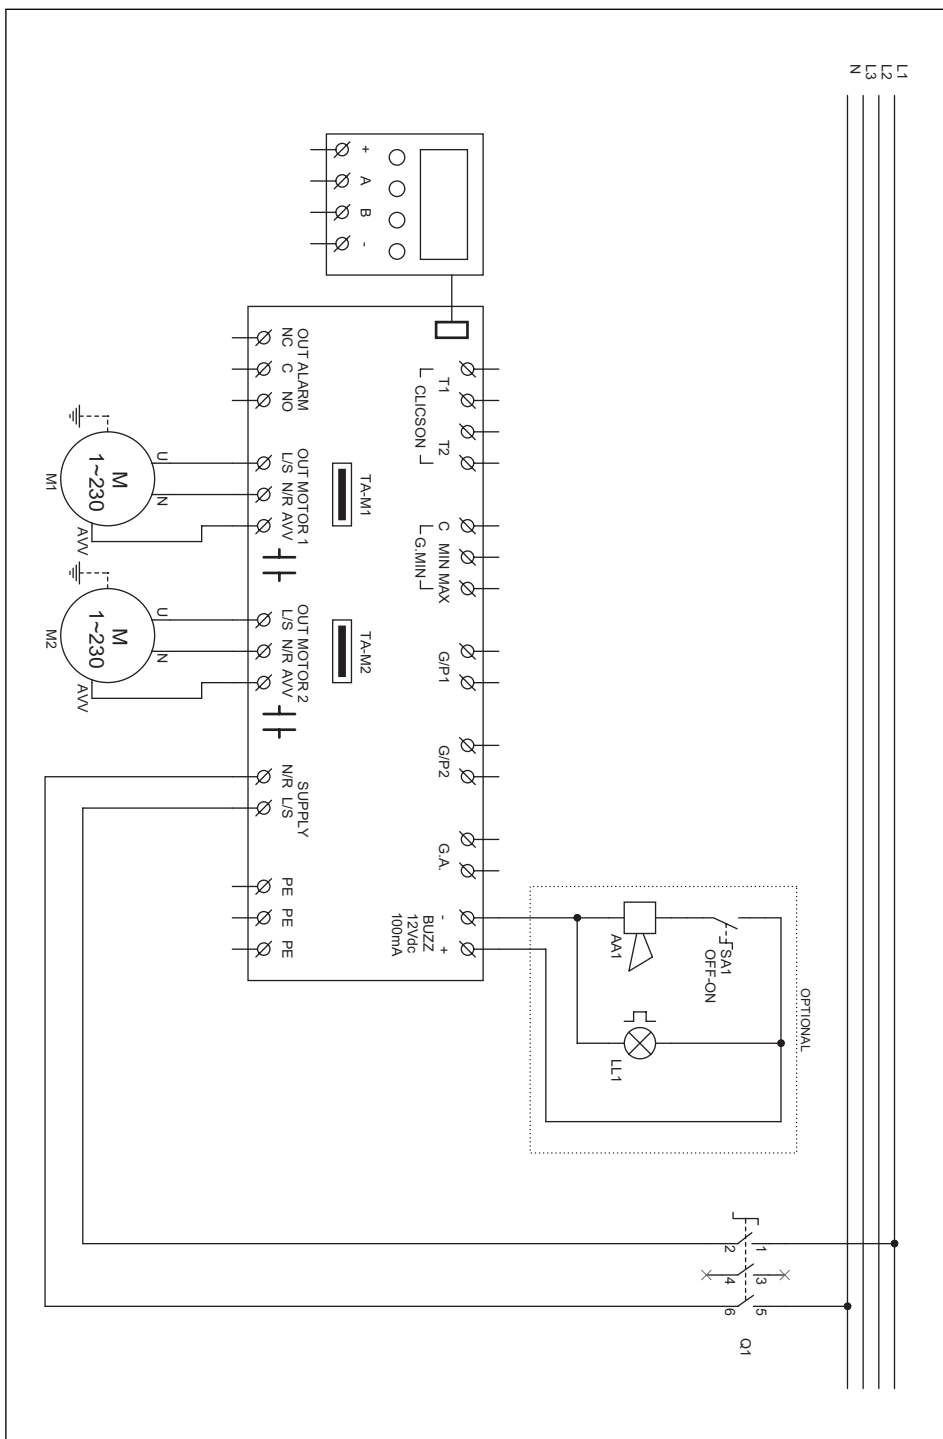 L1
L2
L3
N
+
A
B
-
T1
T2
CLICSON
C MIN MAX
G.MIN
G/P1
G/P2
G.A.
-
+
BUZZ
12Vdc
100mA
OUT ALARM
NC
C
NO
TA-M1
OUT MOTOR 1
L/S N/R AVV
TA-M2
OUT MOTOR 2
L/S N/R AVV
SUPPLY
N/R L/S
PE
PE
PE
U
N
AVV
M
1~230
M1
U
N
AVV
M
1~230
M2
OPTIONAL
SA1
OFF-ON
AA1
LL1
1
2
3
4
5
6
Q1